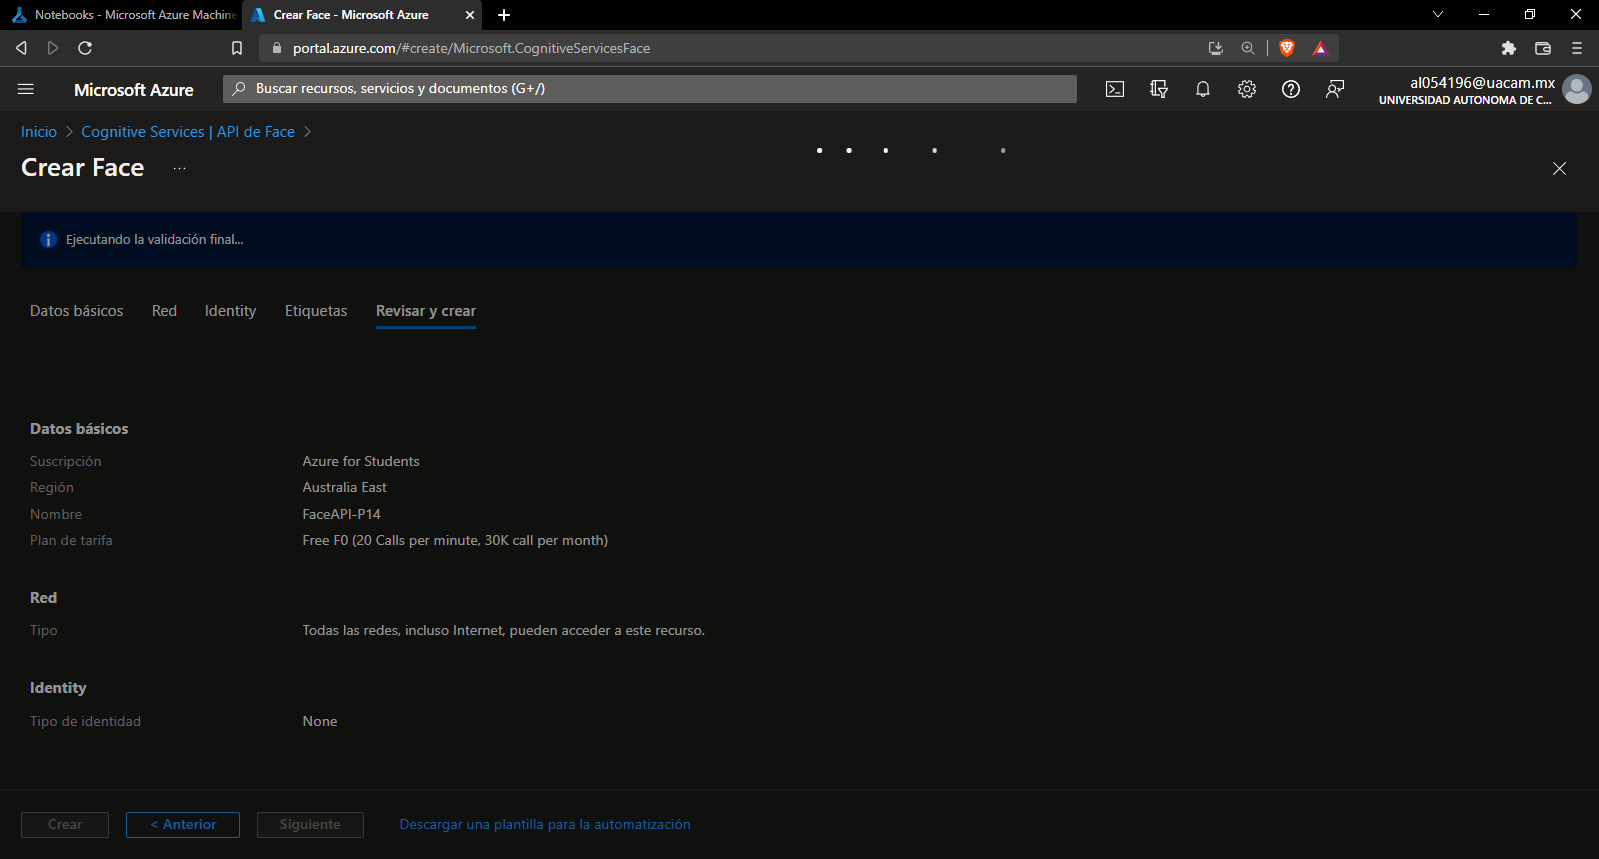 Notebooks - Microsoft Azure Machine
Crear Face - Microsoft Azure
portal.azure.com/#create/Microsoft.CognitiveServicesFace
Microsoft Azure
Buscar recursos, servicios y documentos (G+/)
al054196@uacam.mx
UNIVERSIDAD AUTONOMA DE C...
Inicio > Cognitive Services | API de Face >
Crear Face ...
Ejecutando la validación final...
Datos básicos Red Identity Etiquetas Revisar y crear
Datos básicos
Suscripción Azure for Students
Región Australia East
Nombre FaceAPI-P14
Plan de tarifa Free F0 (20 Calls per minute, 30K call per month)
Red
Tipo Todas las redes, incluso Internet, pueden acceder a este recurso.
Identity
Tipo de identidad None
Crear < Anterior Siguiente Descargar una plantilla para la automatización